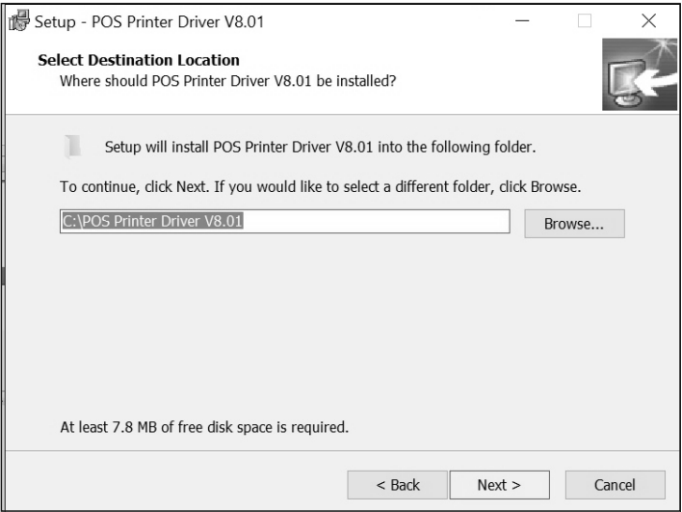 Setup - POS Printer Driver V8.01
Select Destination Location
Where should POS Printer Driver V8.01 be installed?
Setup will install POS Printer Driver V8.01 into the following folder.
To continue, click Next. If you would like to select a different folder, click Browse.
C:\POS Printer Driver V8.01
Browse...
At least 7.8 MB of free disk space is required.
< Back
Next >
Cancel